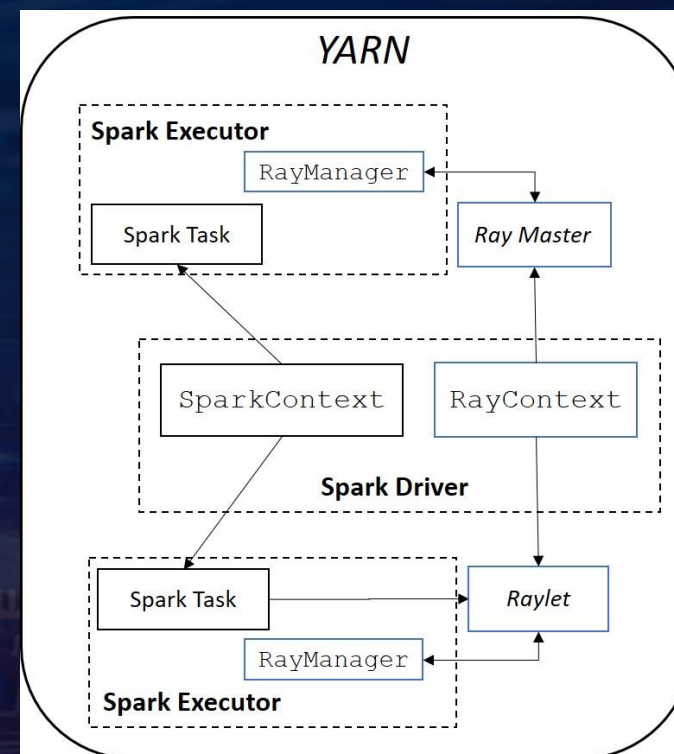 YARN
Spark Executor
RayManager
Spark Task
Ray Master
SparkContext
RayContext
Spark Driver
Spark Task
Raylet
RayManager
Spark Executor